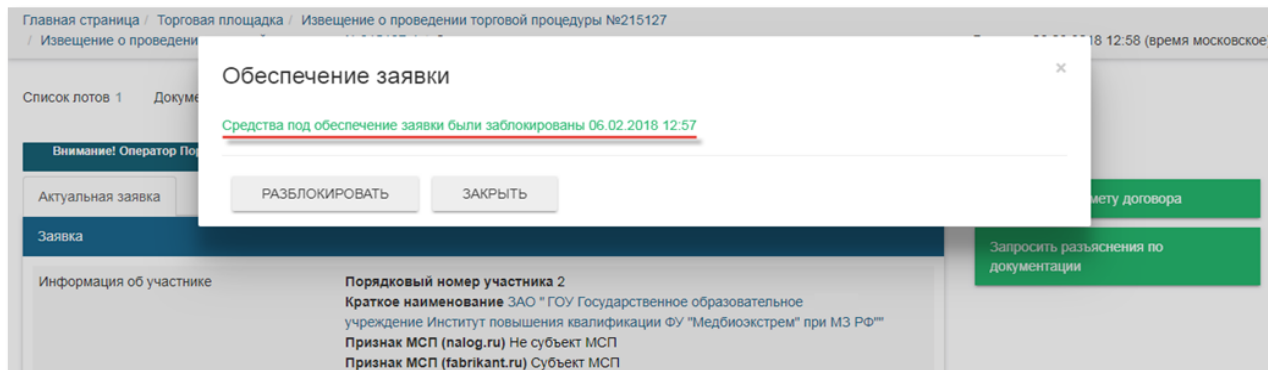 Главная страница / Торговая площадка / Извещение о проведении торговой процедуры №215127
/ Извещение о проведени
18 12:58 (время московское)
Обеспечение заявки
×
Список лотов 1 Докуме
Средства под обеспечение заявки были заблокированы 06.02.2018 12:57
Внимание! Оператор Пор
РАЗБЛОКИРОВАТЬ ЗАКРЫТЬ
Актуальная заявка
мету договора
Заявка
Запросить разъяснения по
документации
Информация об участнике
Порядковый номер участника 2
Краткое наименование ЗАО " ГОУ Государственное образовательное
учреждение Институт повышения квалификации ФУ "Медбиоэкстрем" при МЗ РФ""
Признак МСП (nalog.ru) Не субъект МСП
Признак МСП (fabrikant.ru) Субъект МСП